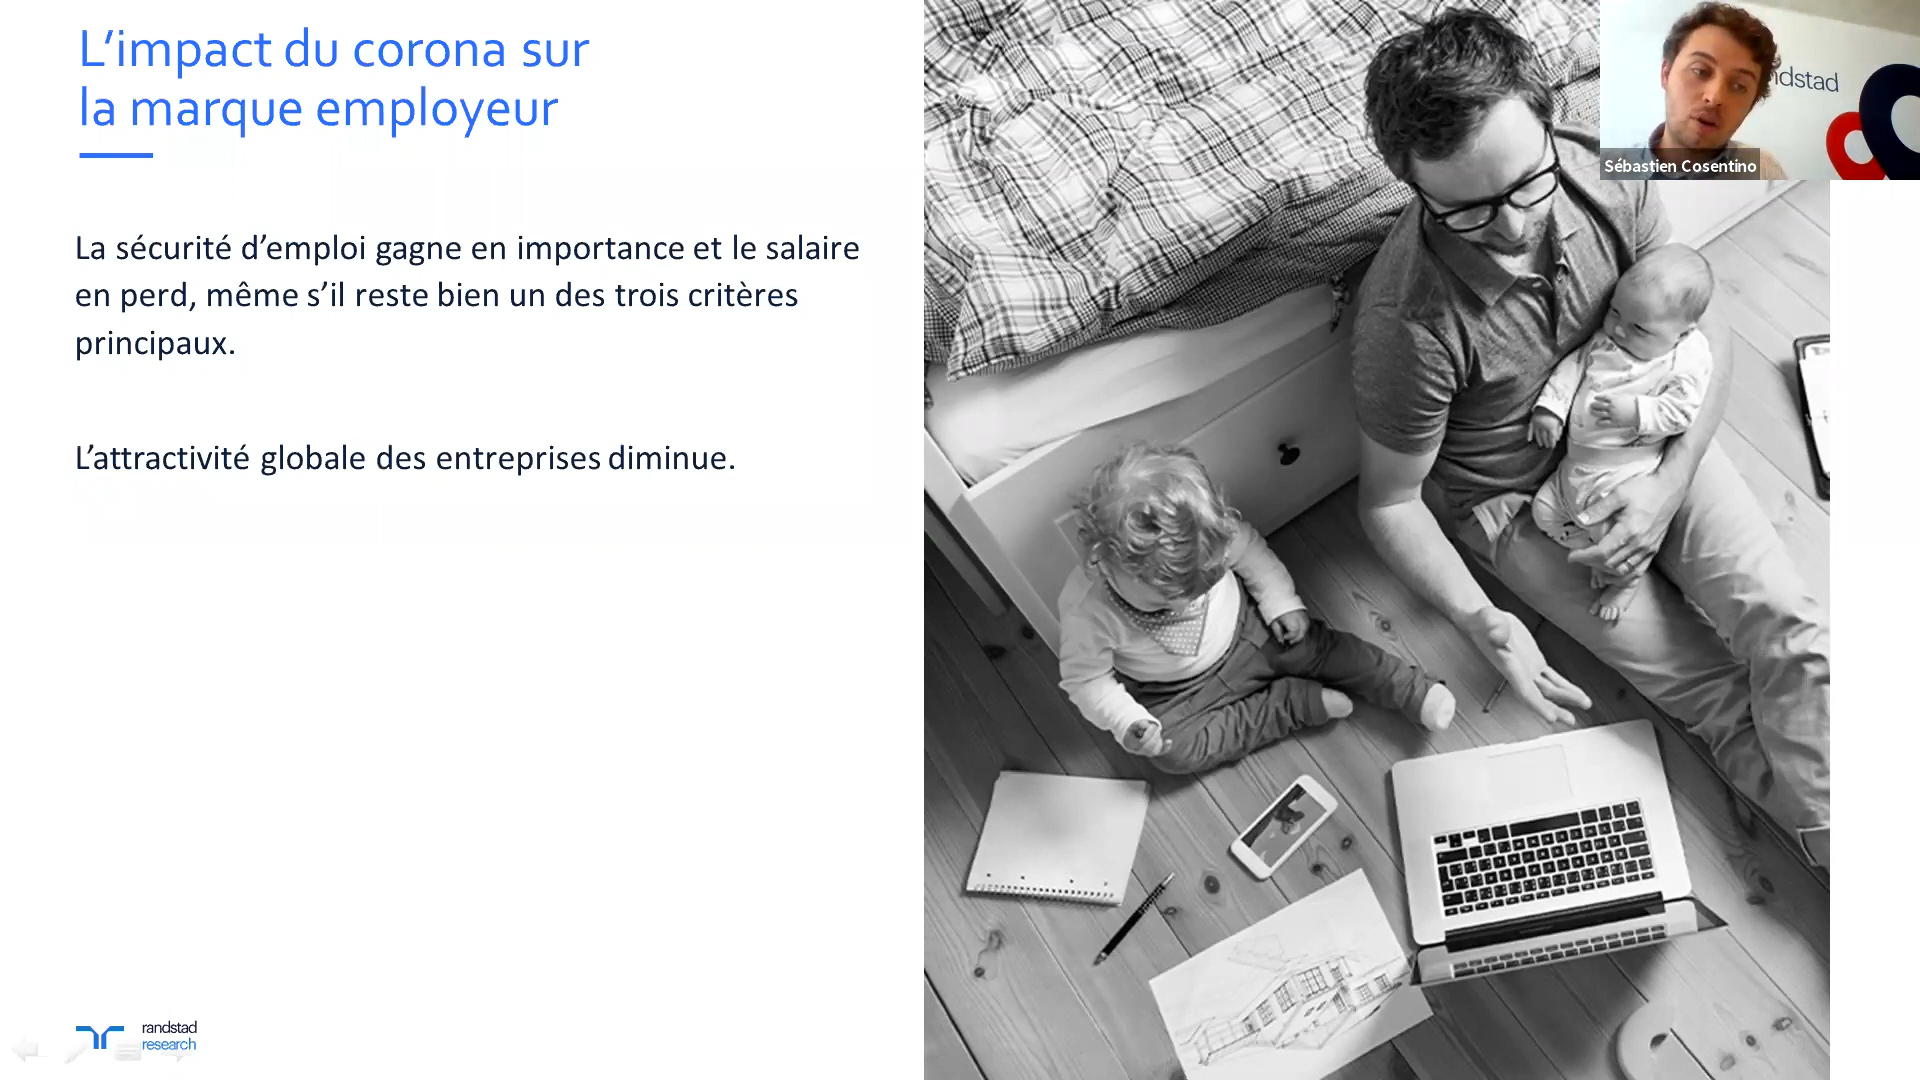 L'impact du corona sur
la marque employeur
La sécurité d’emploi gagne en importance et le salaire
en perd, même s’il reste bien un des trois critères
principaux.
L’attractivité globale des entreprises diminue.
randstad
research
randstad
Sébastien Cosentino